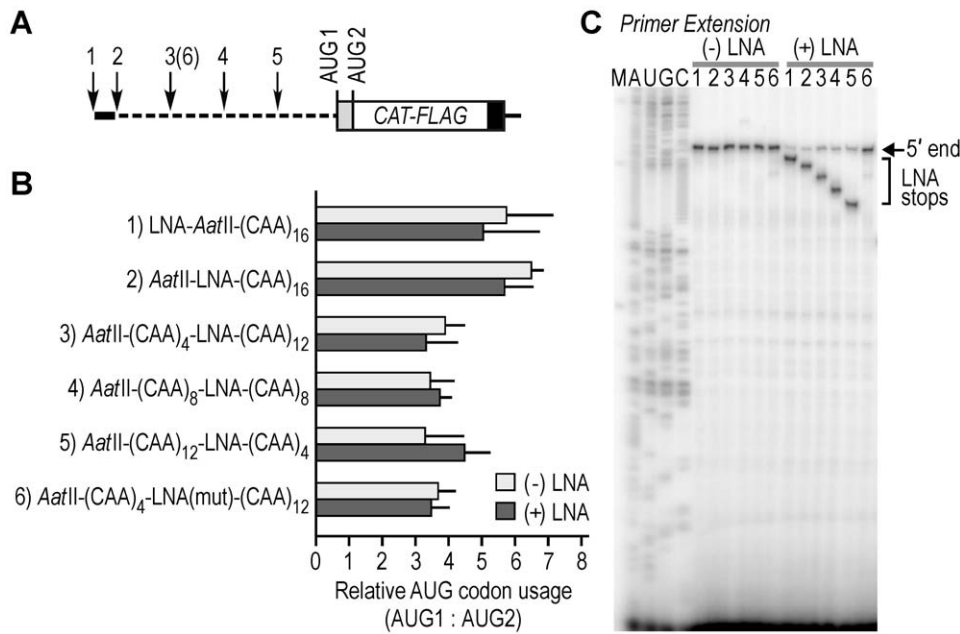 A
1 2 3(6) 4 5 AUG1 AUG2
CAT-FLAG
B
1) LNA-AatII-(CAA)16
2) AatII-LNA-(CAA)16
3) AatII-(CAA)4-LNA-(CAA)12
4) AatII-(CAA)8-LNA-(CAA)8
5) AatII-(CAA)12-LNA-(CAA)4
6) AatII-(CAA)4-LNA(mut)-(CAA)12
(-) LNA
(+) LNA
0 1 2 3 4 5 6 7 8
Relative AUG codon usage
(AUG1 : AUG2)
C Primer Extension
(-) LNA (+) LNA
M A U G C 1 2 3 4 5 6 1 2 3 4 5 6
5′ end
LNA
stops